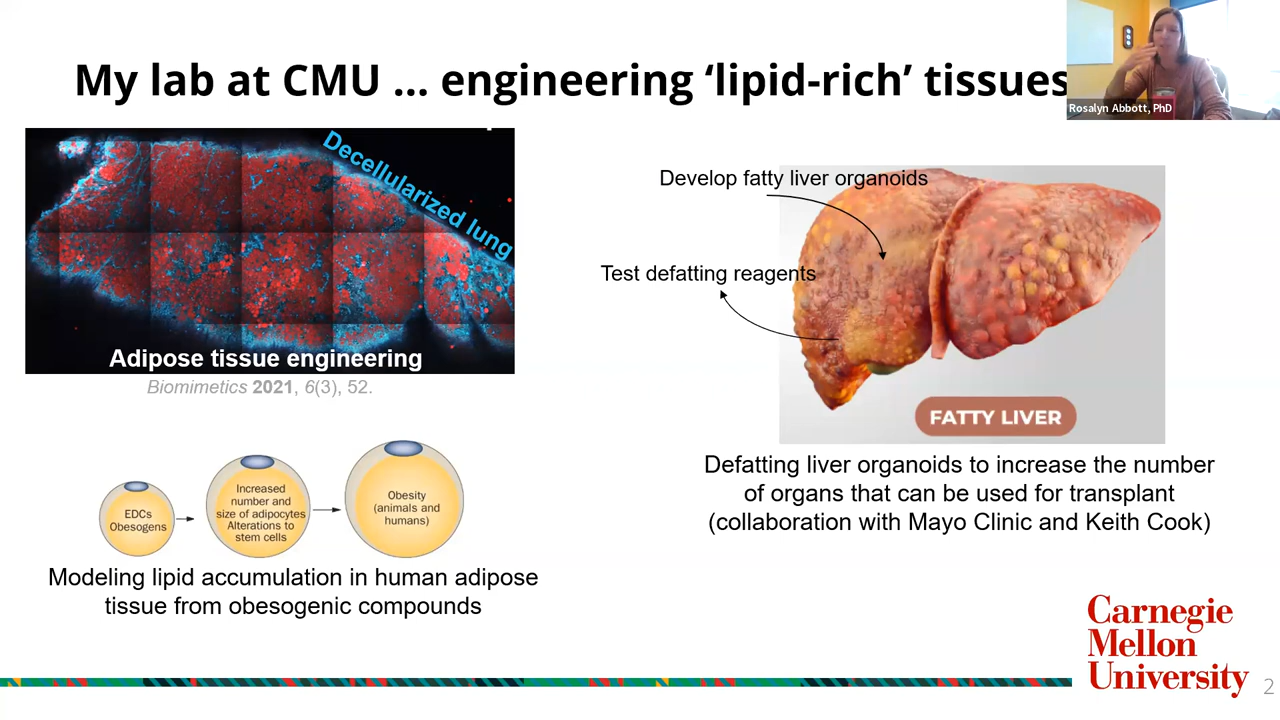 My lab at CMU ... engineering ‘lipid-rich’ tissues
Rosalyn Abbott, PhD
Decellularized lung
Adipose tissue engineering
Biomimetics 2021, 6(3), 52.
EDCs
Obesogens
Increased
number and
size of adipocytes
Alterations to
stem cells
Obesity
(animals and
humans)
Modeling lipid accumulation in human adipose
tissue from obesogenic compounds
Develop fatty liver organoids
Test defatting reagents
FATTY LIVER
Defatting liver organoids to increase the number
of organs that can be used for transplant
(collaboration with Mayo Clinic and Keith Cook)
Carnegie
Mellon
University
2